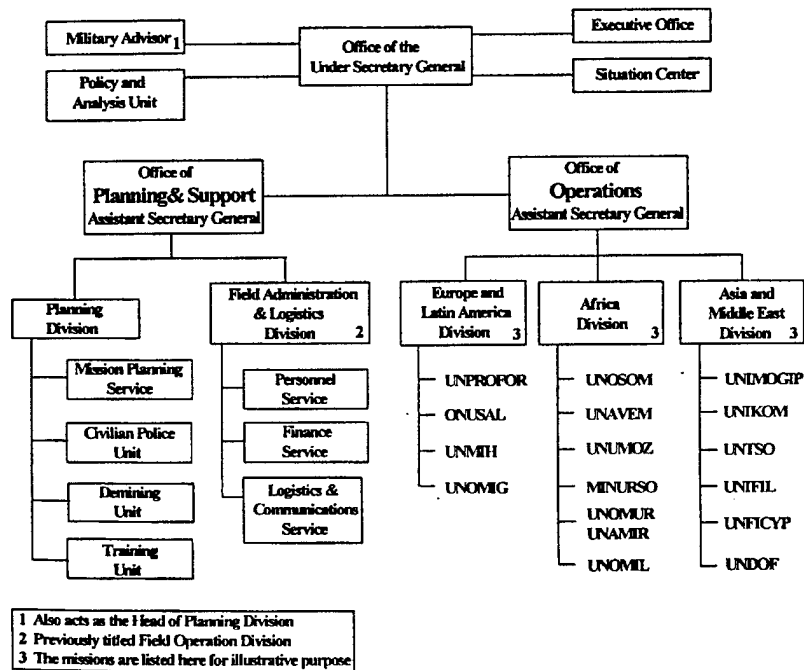 Military Advisor 1
Policy and
Analysis Unit
Office of the
Under Secretary General
Executive Office
Situation Center
Office of
Planning& Support
Assistant Secretary General
Office of
Operations
Assistant Secretary General
Planning
Division
Mission Planning
Service
Civilian Police
Unit
Demining
Unit
Training
Unit
Field Administration
& Logistics
Division 2
Personnel
Service
Finance
Service
Logistics &
Communications
Service
Europe and
Latin America
Division 3
UNPROFOR
ONUSAL
UNMIH
UNOMIG
Africa
Division 3
UNOSOM
UNAVEM
UNUMOZ
MINURSO
UNOMUR
UNAMIR
UNOMIL
Asia and
Middle East
Division 3
UNIMOGIP
UNIKOM
UNTSO
UNIFIL
UNFICYP
UNDOF
1 Also acts as the Head of Planning Division
2 Previously titled Field Operation Division
3 The missions are listed here for illustrative purpose